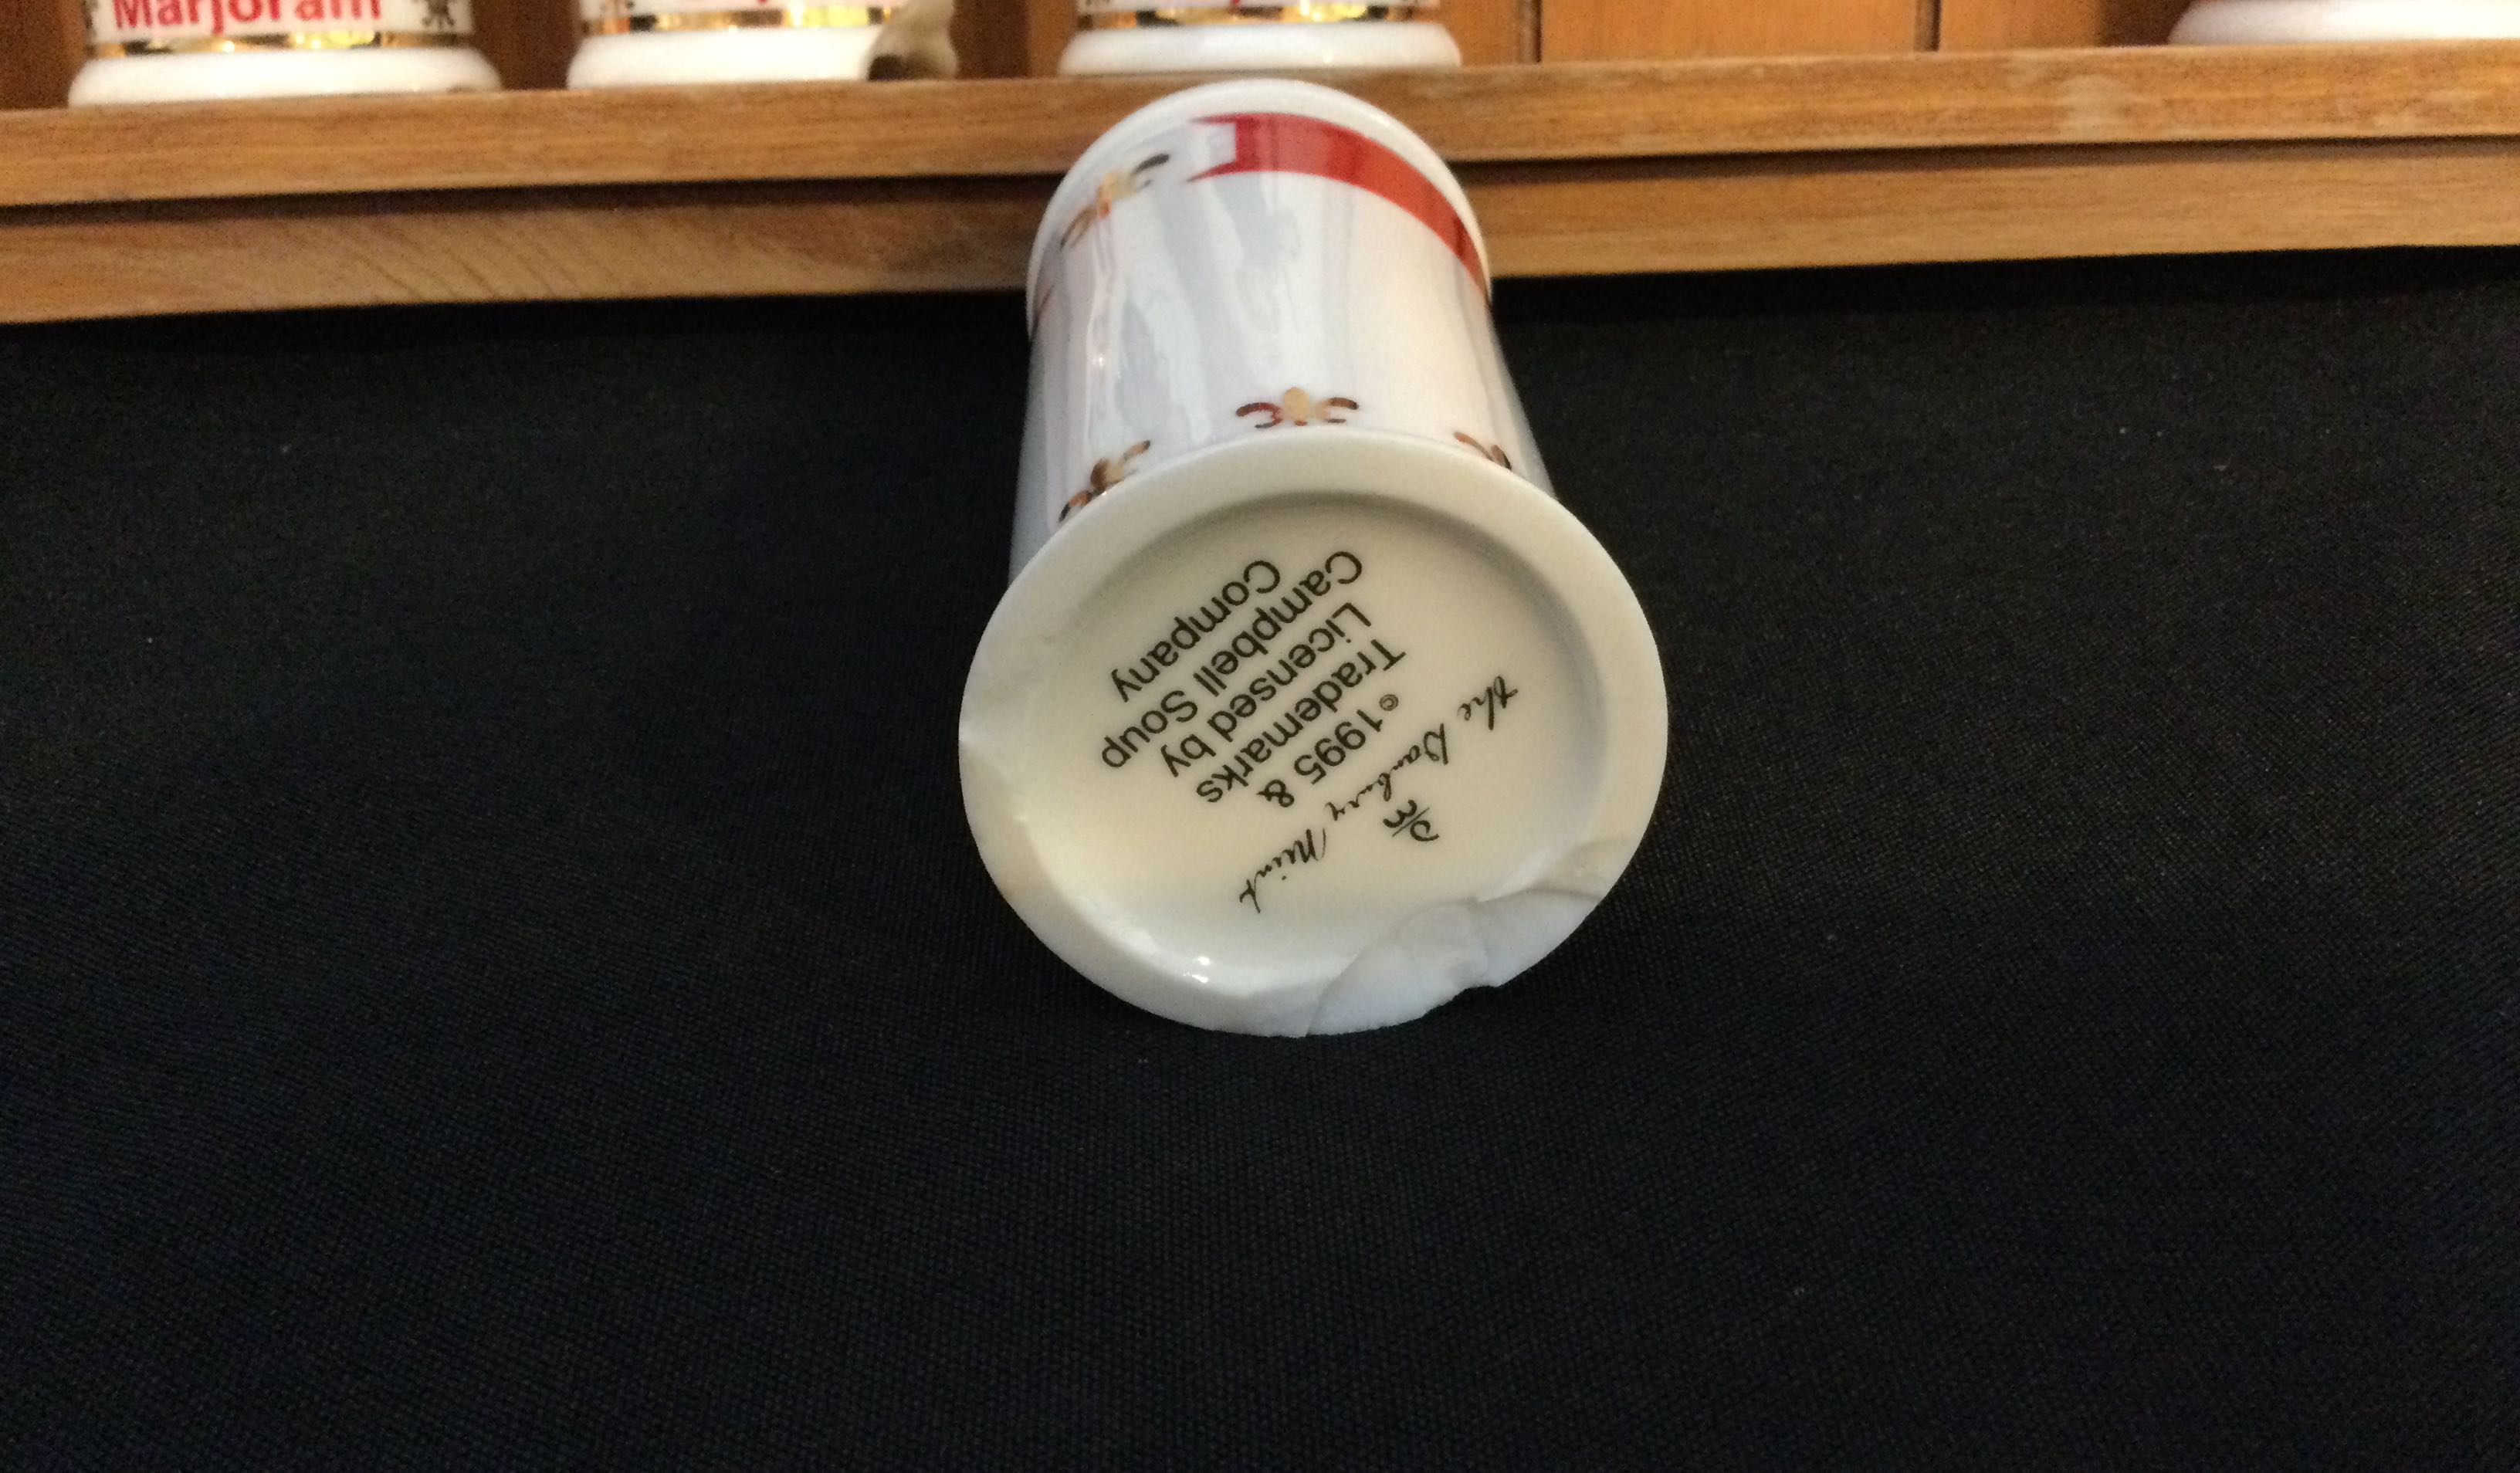 Marjoram
The Danbury Mint
©1995 &
Trademarks
Licensed by
Campbell Soup
Company